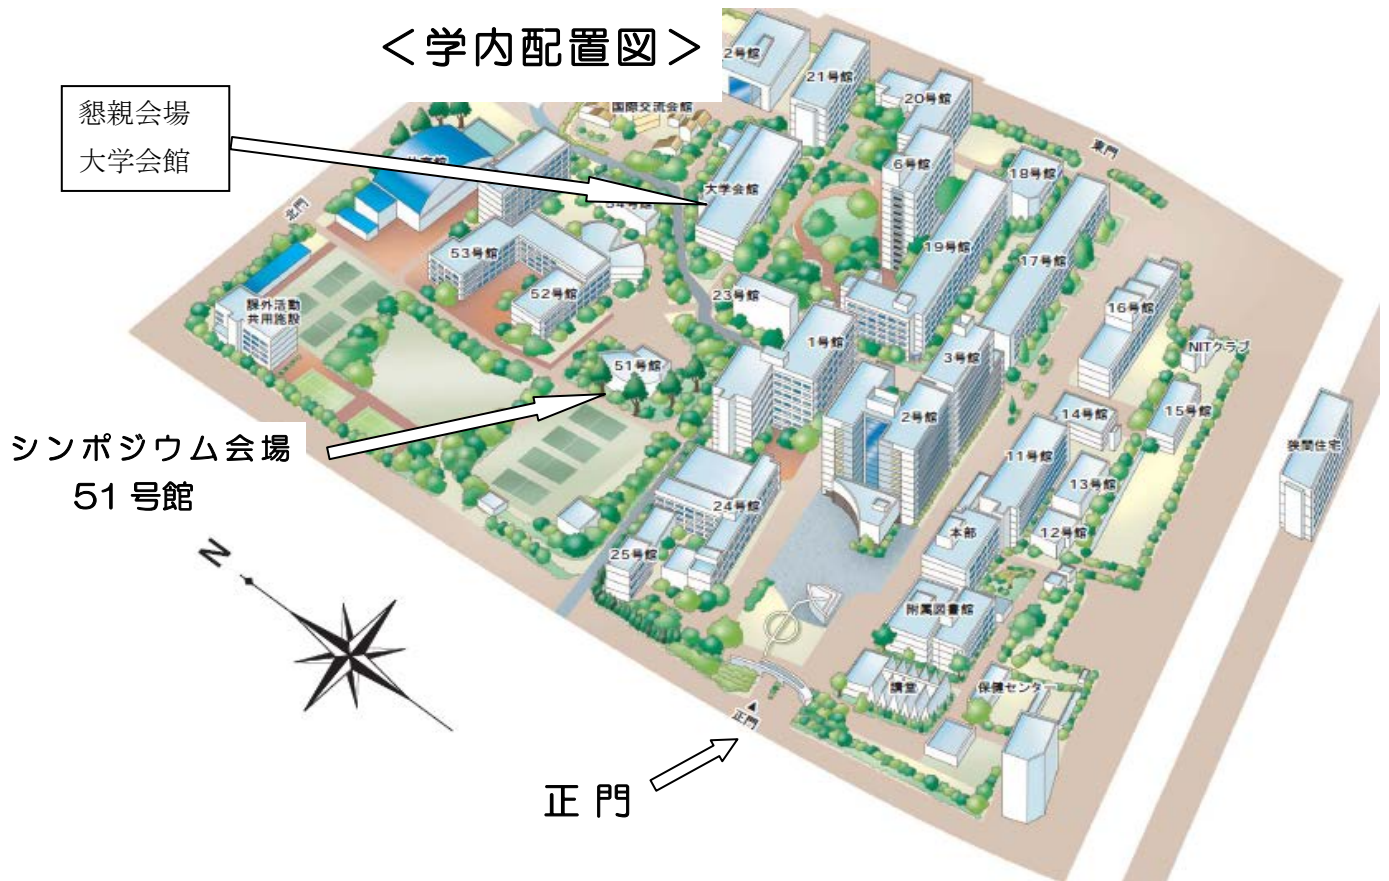 ＜学内配置図＞
懇親会場
大学会館
2号館
21号館
20号館
国際交流会館
東門
6号館
18号館
大学会館
北門
54号館
53号館
19号館
17号館
52号館
23号館
16号館
課外活動
共用施設
1号館
3号館
NITクラブ
51号館
シンポジウム会場
51号館
2号館
14号館
15号館
11号館
狭間住宅
13号館
24号館
本部
12号館
25号館
N
附属図書館
講堂
保健センター
▲
正門
正門